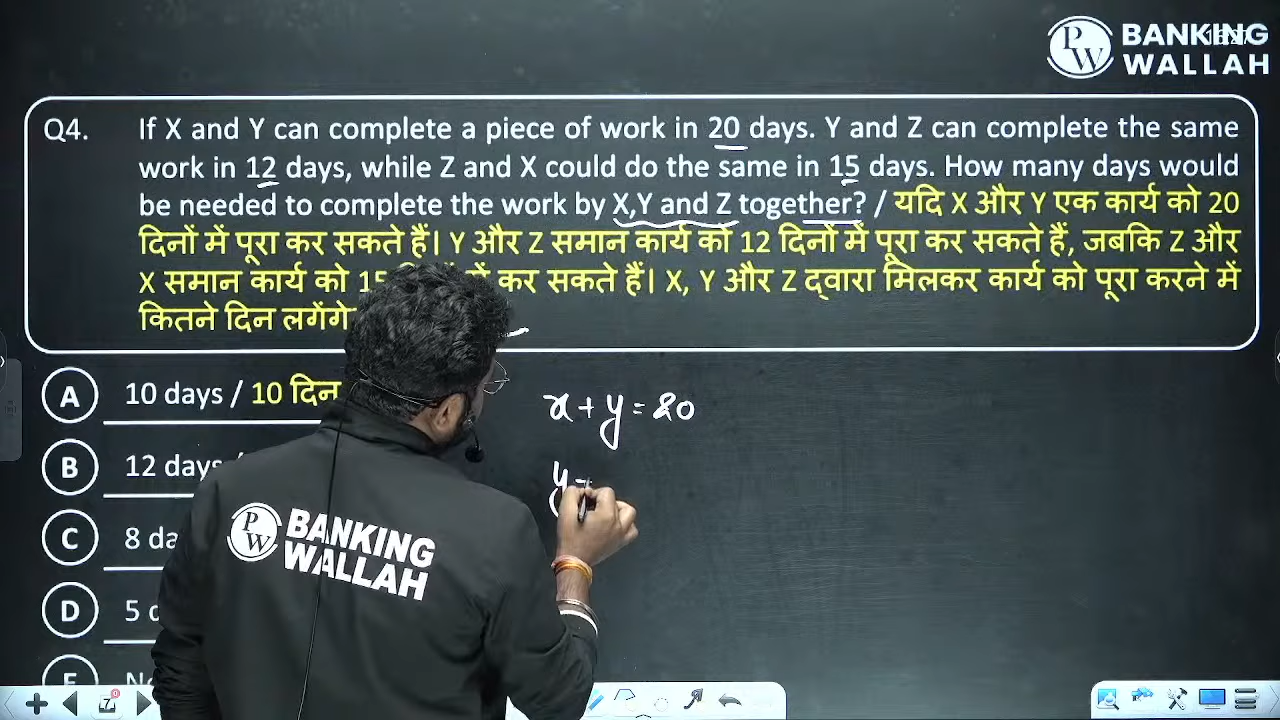 BANKING
WALLAH
Q4. If X and Y can complete a piece of work in 20 days. Y and Z can complete the same
work in 12 days, while Z and X could do the same in 15 days. How many days would
be needed to complete the work by X,Y and Z together? / यदि X और Y एक कार्य को 20
दिनों में पूरा कर सकते हैं। Y और Z समान कार्य को 12 दिनों में पूरा कर सकते हैं, जबकि Z और
X समान कार्य को 15 कर सकते हैं। X, Y और Z द्वारा मिलकर कार्य को पूरा करने में
कितने दिन लगेंगे
A 10 days / 10 दिन
B 12 days
C 8
D 5
x + y = 20
y
PW
BANKING
WALLAH